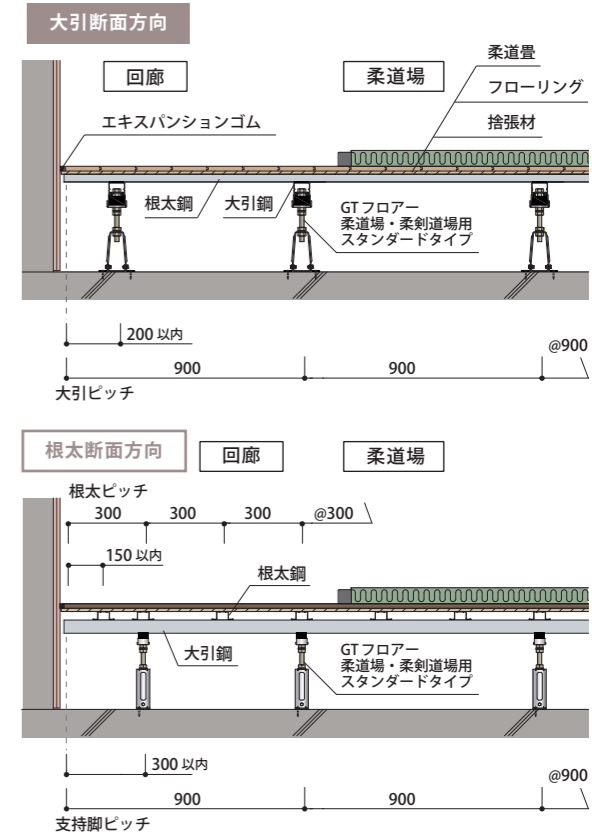 大引断面方向
回廊
柔道場
柔道畳
フローリング
捨張材
エキスパンションゴム
根太鋼
大引鋼
GTフロアー
柔道場・柔剣道場用
スタンダードタイプ
200 以内
@900
900
900
大引ピッチ
根太断面方向
回廊
柔道場
根太ピッチ
300
300
300
@300
150 以内
根太鋼
大引鋼
GTフロアー
柔道場・柔剣道場用
スタンダードタイプ
300 以内
@900
900
900
支持脚ピッチ